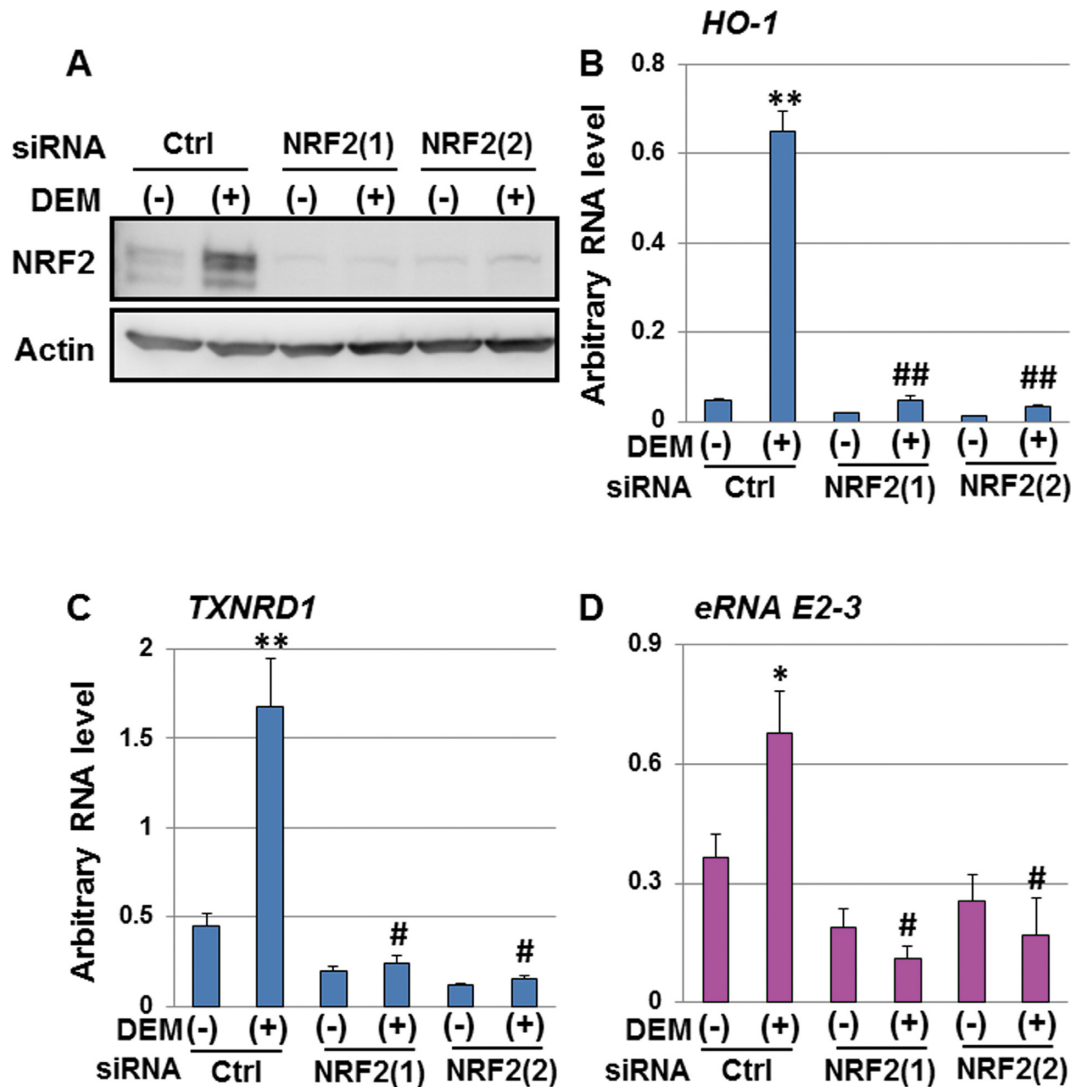 A
siRNA Ctrl NRF2(1) NRF2(2)
DEM (-) (+) (-) (+) (-) (+)
NRF2
Actin
B HO-1
Arbitrary RNA level
0.8
**
0.6
0.4
0.2
## ##
0
DEM (-) (+) (-) (+) (-) (+)
siRNA Ctrl NRF2(1) NRF2(2)
C TXNRD1
Arbitrary RNA level
2
**
1.5
1
0.5
# #
0
DEM (-) (+) (-) (+) (-) (+)
siRNA Ctrl NRF2(1) NRF2(2)
D eRNA E2-3
0.9
*
0.6
0.3
# #
0
DEM (-) (+) (-) (+) (-) (+)
siRNA Ctrl NRF2(1) NRF2(2)